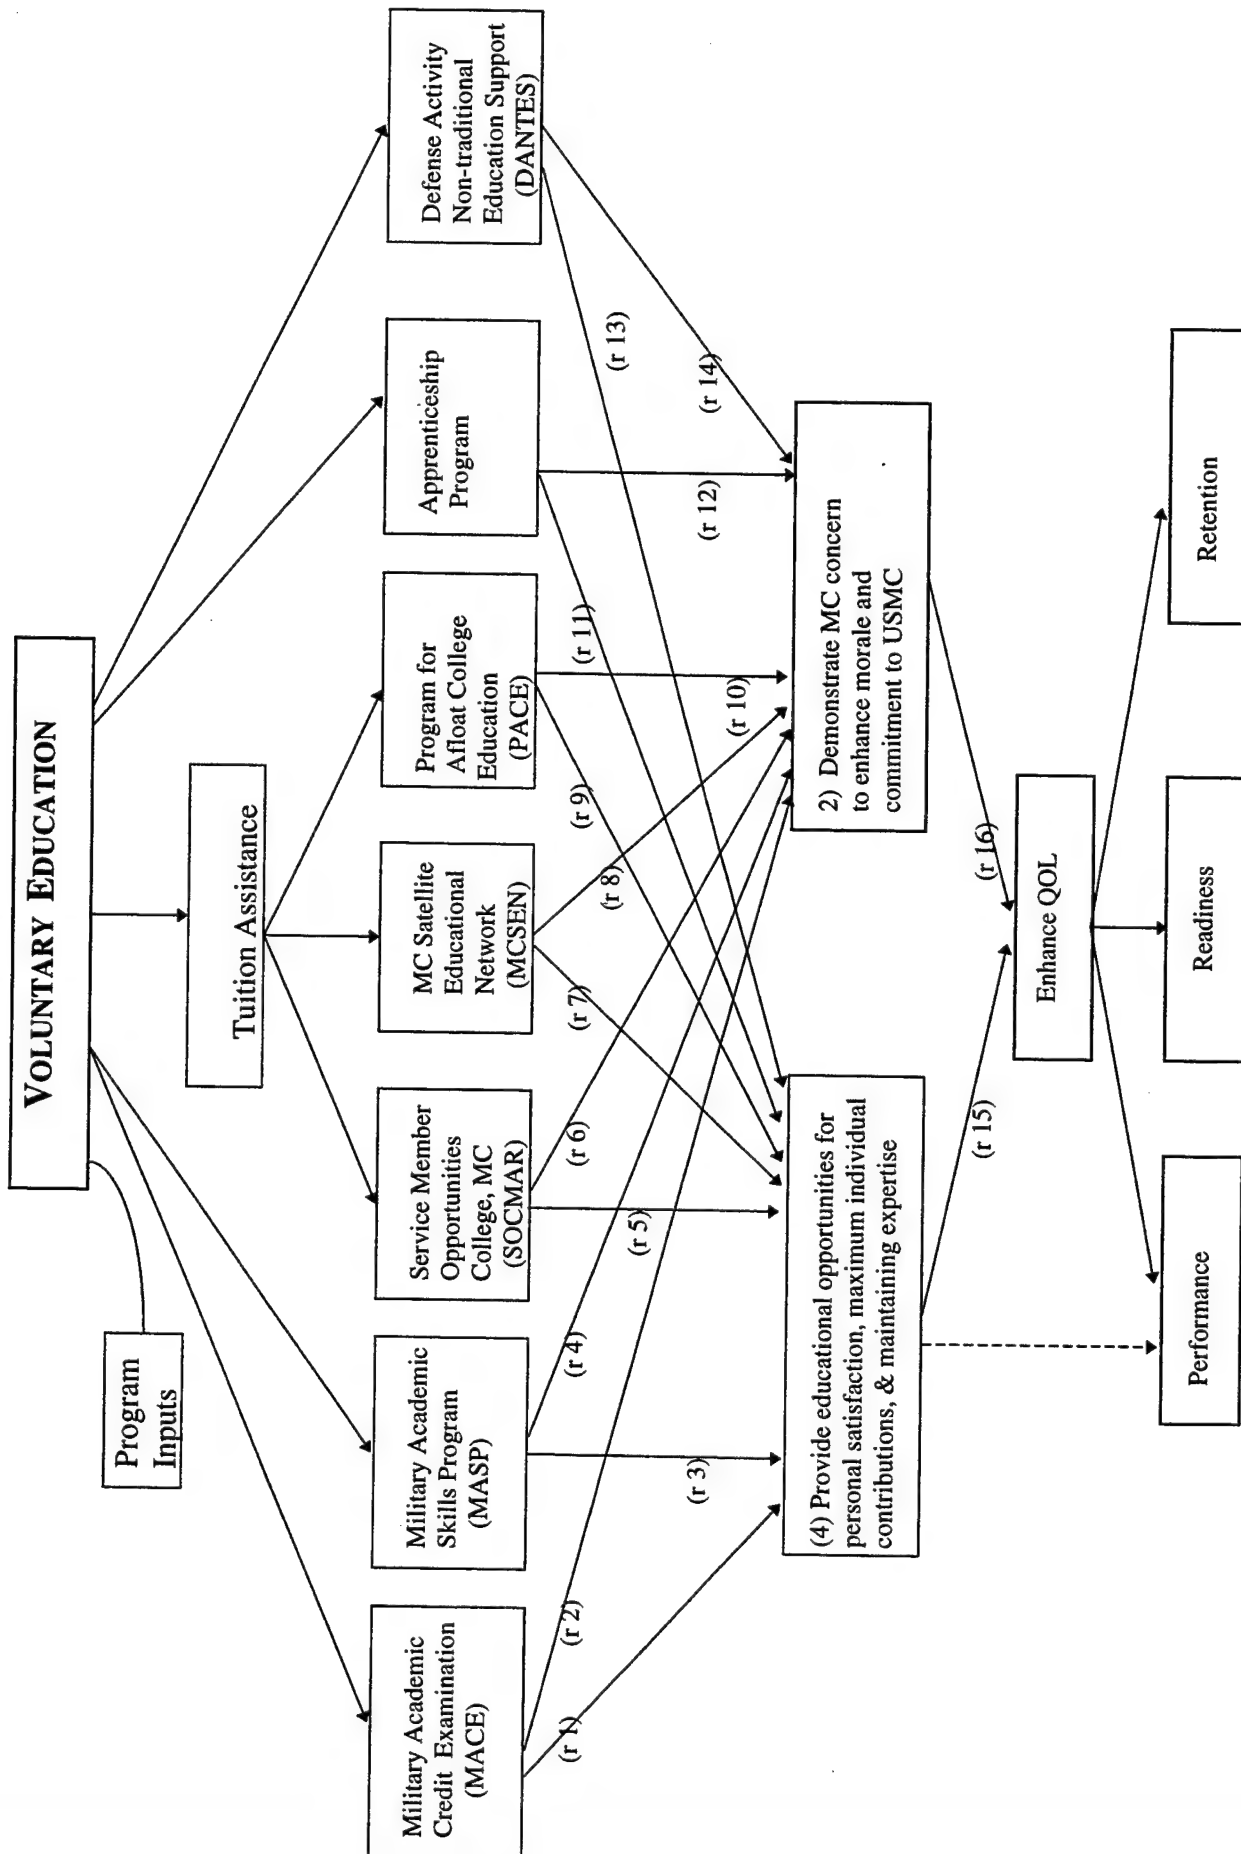 VOLUNTARY EDUCATION
Program
Inputs
Tuition Assistance
Military Academic
Credit Examination
(MACE)
Military Academic
Skills Program
(MASP)
Service Member
Opportunities
College, MC
(SOCMAR)
MC Satellite
Educational
Network
(MCSEN)
Program for
Afloat College
Education
(PACE)
Apprenticeship
Program
Defense Activity
Non-traditional
Education Support
(DANTES)
(r 1)
(r 2)
(r 3)
(r 4)
(r 5)
(r 6)
(r 7)
(r 8)
(r 9)
(r 10)
(r 11)
(r 12)
(r 13)
(r 14)
(4) Provide educational opportunities for
personal satisfaction, maximum individual
contributions, & maintaining expertise
2) Demonstrate MC concern
to enhance morale and
commitment to USMC
(r 15)
(r 16)
Enhance QOL
Performance
Readiness
Retention